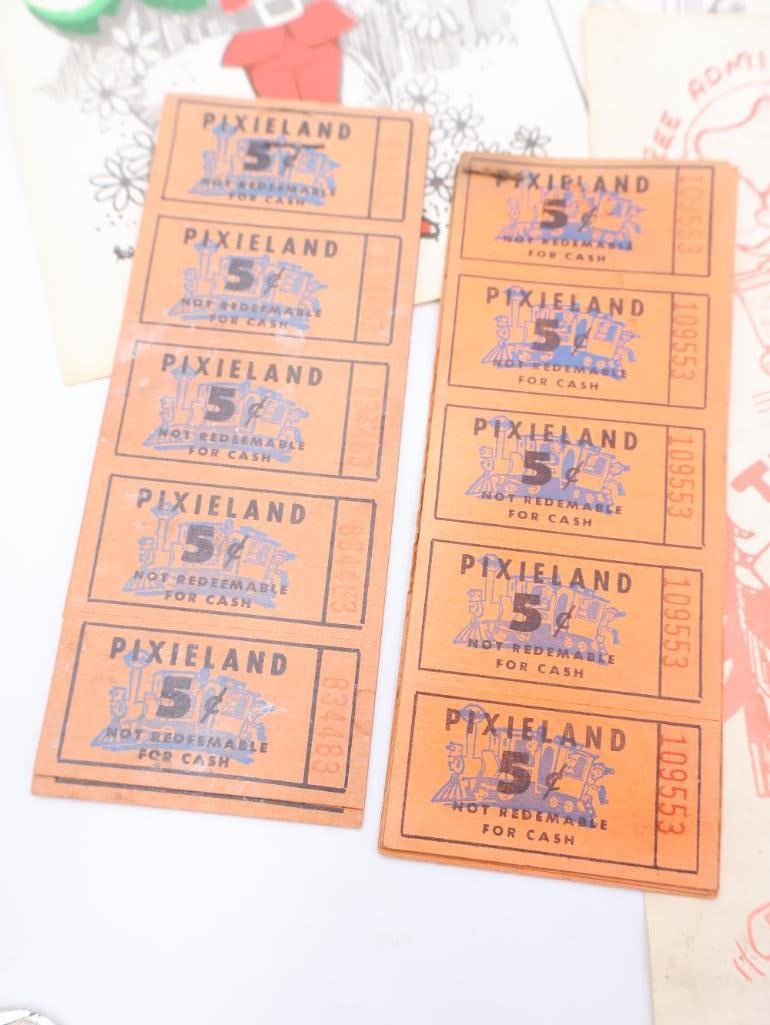 PIXIELAND
5¢
NOT REDEEMABLE
FOR CASH
PIXIELAND
5¢
NOT REDEEMABLE
FOR CASH
PIXIELAND
5¢
NOT REDEEMABLE
FOR CASH
PIXIELAND
5¢
NOT REDEEMABLE
FOR CASH
834483
PIXIELAND
5¢
NOT REDEEMABLE
FOR CASH
834483
PIXIELAND
5¢
NOT REDEMABLE
FOR CASH
109553
PIXIELAND
5¢
NOT REDEMABLE
FOR CASH
109553
PIXIELAND
5¢
NOT REDEMABLE
FOR CASH
109553
PIXIELAND
5¢
NOT REDEMABLE
FOR CASH
109553
PIXIELAND
5¢
NOT REDEMABLE
FOR CASH
109553